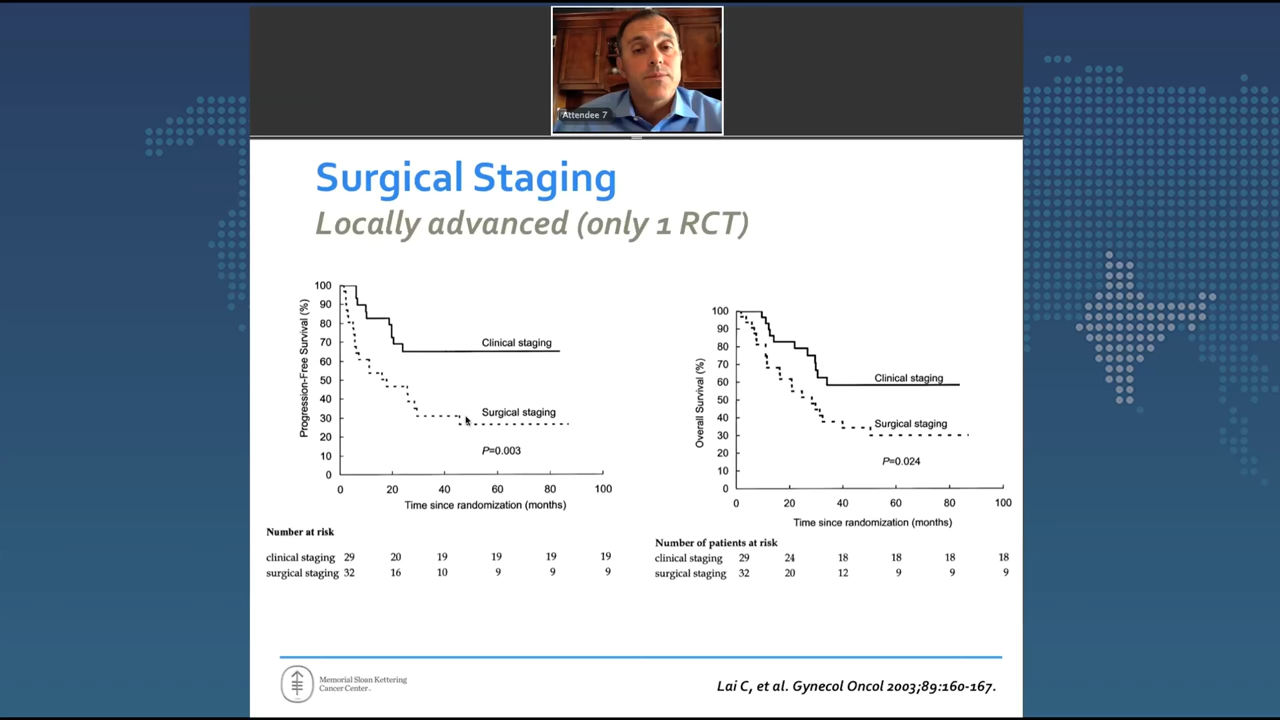 Attendee 7
Surgical Staging
Locally advanced (only 1 RCT)
100
90
80
70
60
50
40
30
20
10
0
Progression-Free Survival (%)
Clinical staging
Surgical staging
P=0.003
0 20 40 60 80 100
Time since randomization (months)
Number at risk
clinical staging 29 20 19 19 19 19
surgical staging 32 16 10 9 9 9
100
90
80
70
60
50
40
30
20
10
0
Overall Survival (%)
Clinical staging
Surgical staging
P=0.024
0 20 40 60 80 100
Time since randomization (months)
Number of patients at risk
clinical staging 29 24 18 18 18 18
surgical staging 32 20 12 9 9 9
Memorial Sloan Kettering
Cancer Center
Lai C, et al. Gynecol Oncol 2003;89:160-167.